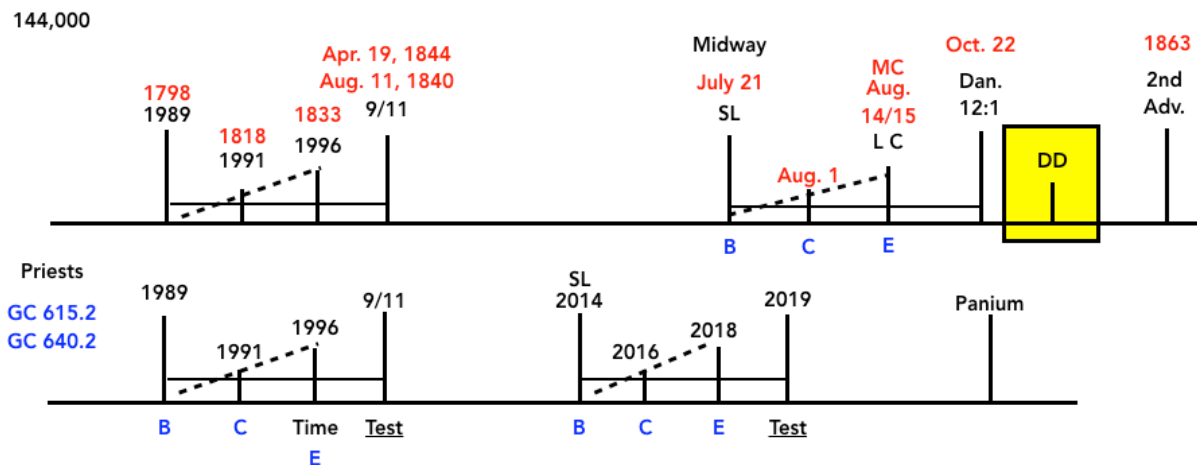 144,000
1798
1989
1818
1991
1833
1996
Apr. 19, 1844
Aug. 11, 1840
9/11
Midway
July 21
SL
Aug. 1
MC
Aug.
14/15
L C
Oct. 22
Dan.
12:1
DD
1863
2nd
Adv.
B C E
Priests
GC 615.2
GC 640.2
1989
1991
1996
9/11
SL
2014
2016
2018
2019
Panium
B C Time Test
E
B C E Test